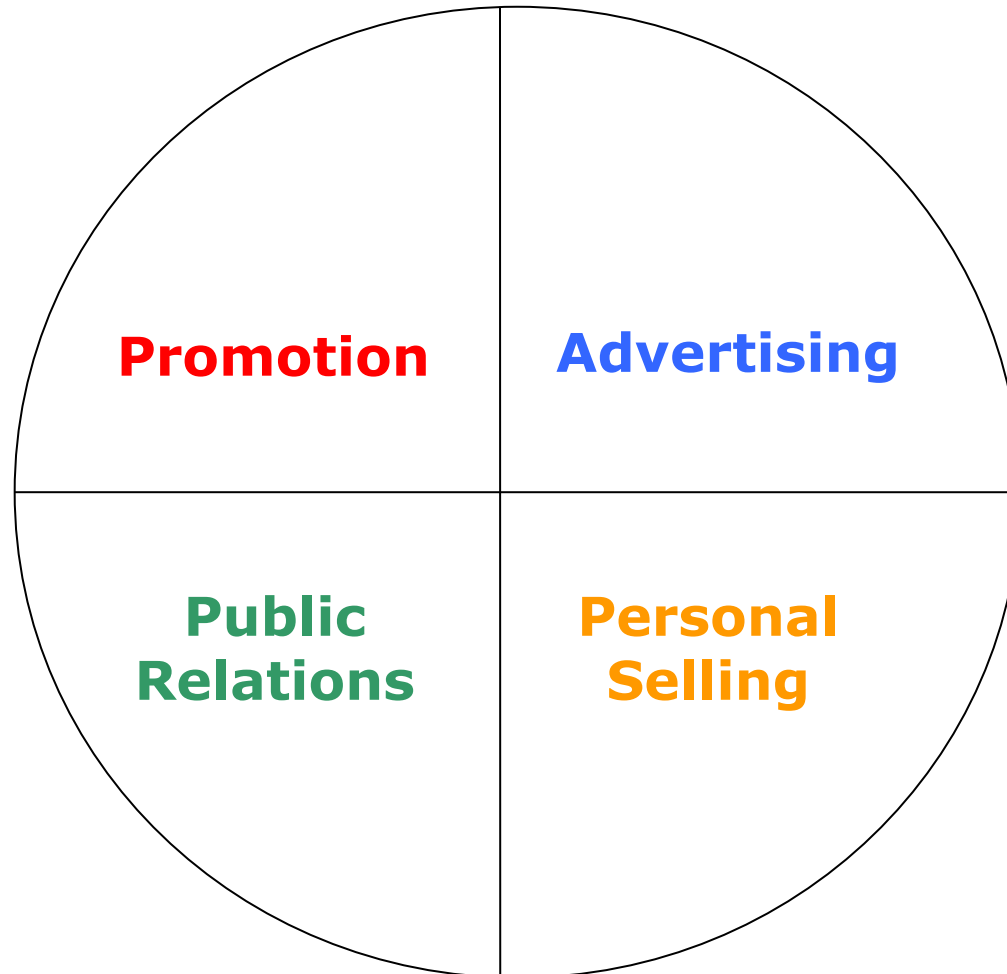 Promotion
Advertising
Public
Relations
Personal
Selling